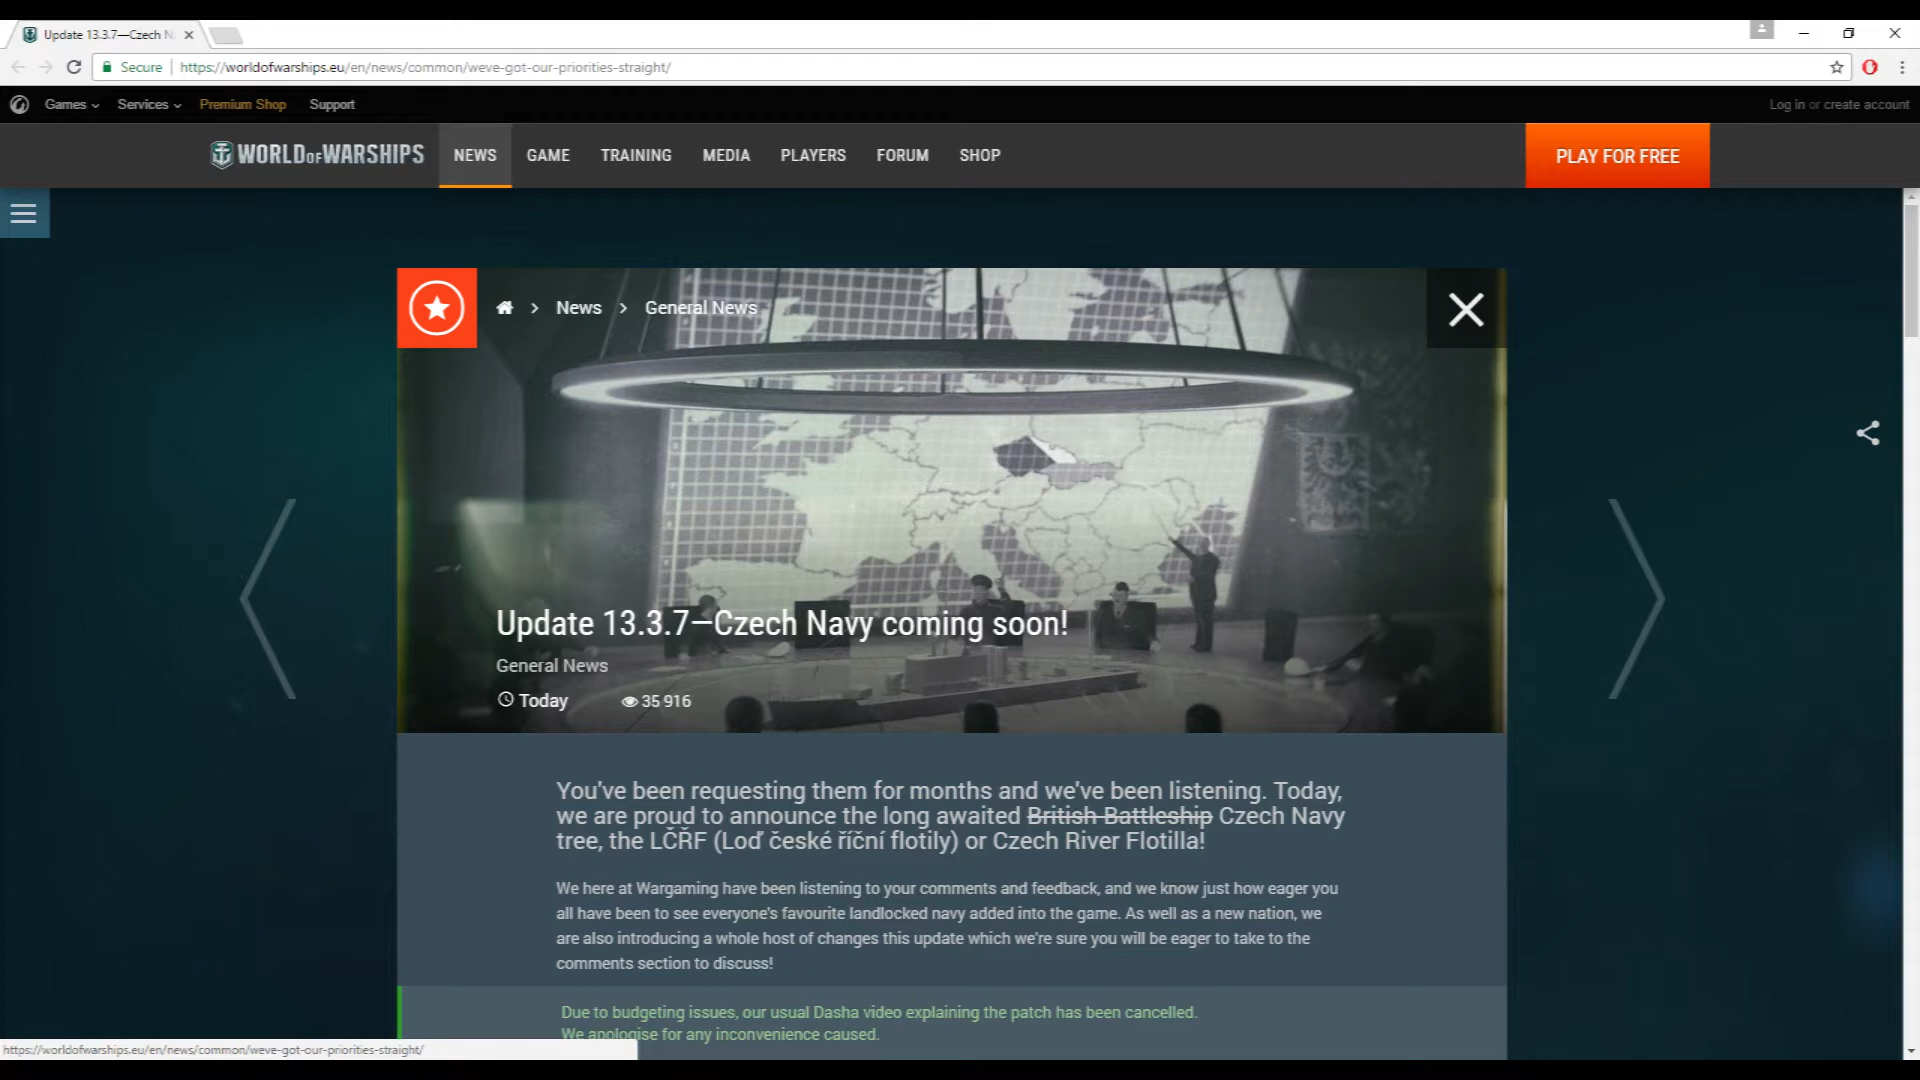 Update 13.3.7—Czech N
Secure
https://worldofwarships.eu/en/news/common/weve-got-our-priorities-straight/
Games Services Premium Shop Support
Log in or create account
WORLD OF WARSHIPS
NEWS GAME TRAINING MEDIA PLAYERS FORUM SHOP
PLAY FOR FREE
News General News
Update 13.3.7—Czech Navy coming soon!
General News
Today 35 916
You've been requesting them for months and we've been listening. Today,
we are proud to announce the long awaited British Battleship Czech Navy
tree, the LČŘF (Loď české říční flotily) or Czech River Flotilla!
We here at Wargaming have been listening to your comments and feedback, and we know just how eager you
all have been to see everyone's favourite landlocked navy added into the game. As well as a new nation, we
are also introducing a whole host of changes this update which we're sure you will be eager to take to the
comments section to discuss!
Due to budgeting issues, our usual Dasha video explaining the patch has been cancelled.
We apologise for any inconvenience caused.
https://worldofwarships.eu/en/news/common/weve-got-our-priorities-straight/